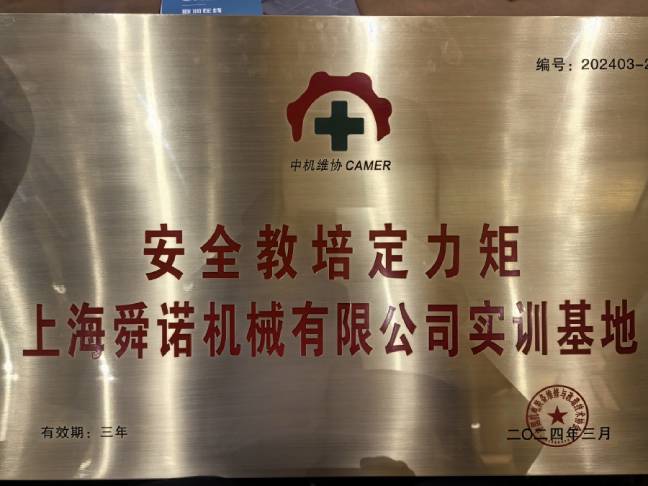 编号：202403-2
中机维协 CAMER
安全教培定力矩
上海舜诺机械有限公司实训基地
有效期：三年
二〇二四年三月